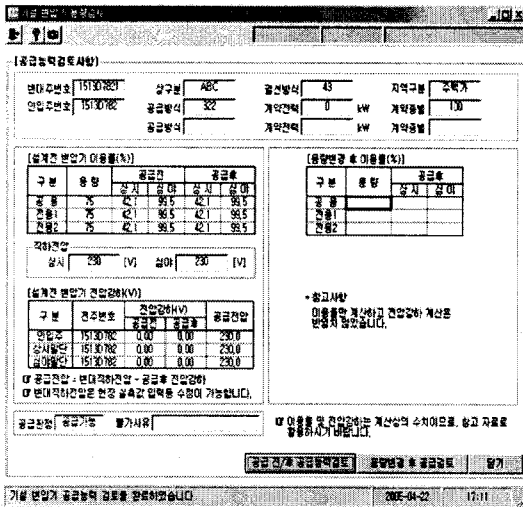 기설 변압기 용량검사
[공급능력검토사항]
변대주번호 1513D782 상구분 ABC 결선방식 43 지역구분 주택가
인입주번호 1513D782 공급방식 322 계약전력 0 kW 계약종별 100
공급방식 계약전력 kW 계약종별
[설계전 변압기 이용률(%)]
구 분 용 량 공급전 공급후
상 시 심 야 상 시 심 야
공 용 75 42.1 99.5 42.1 99.5
전용1 75 42.1 99.5 42.1 99.5
전용2 75 42.1 99.5 42.1 99.5
직하전압
상시 230 [V] 심야 230 [V]
[설계전 변압기 전압강하(V)]
구 분 전주번호 전압강하(V) 공급전압
공급전 공급후
인입주 1513D782 0.00 0.00 230.0
상시말단 1513D782 0.00 0.00 230.0
심야말단 1513D782 0.00 0.00 230.0
☞ 공급전압 = 변대직하전압 - 공급후 전압강하
☞ 변대직하전압은 현장 실측값 입력등 수정이 가능합니다.
[용량변경 후 이용률(%)]
구 분 용 량 공급후
상 시 심 야
공 용
전용1
전용2
* 참고사항
이용률만 계산하고 전압강하 계산은
반영치 않았습니다.
공급판정 공급가능 불가사유
☞ 이용률 및 전압강하는 계산상의 수치이므로, 참고 자료로
활용하시기 바랍니다.
공급 전/후 공급능력검토 용량변경 후 공급검토 닫기
기설 변압기 공급능력 검토를 완료하였습니다. 2005-04-22 17:11